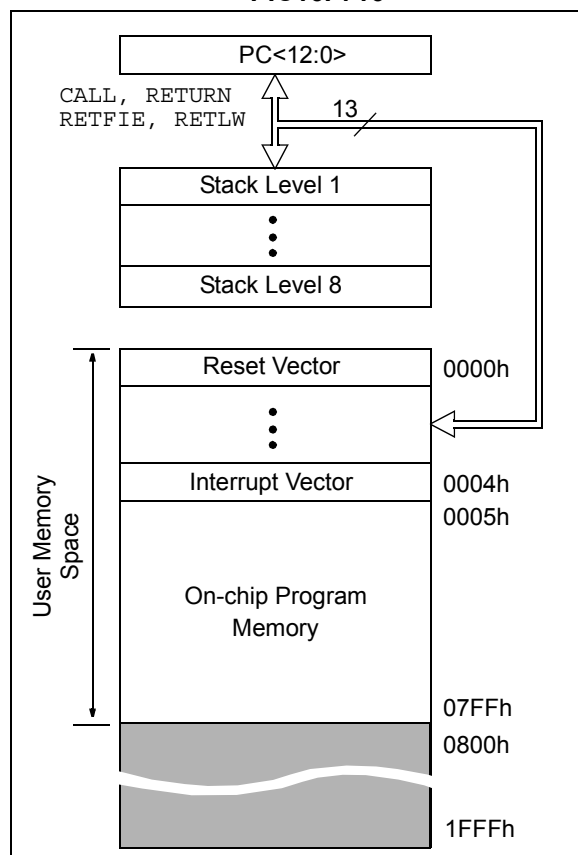 PC<12:0>
CALL, RETURN
RETFIE, RETLW
13
Stack Level 1
Stack Level 8
Reset Vector
0000h
Interrupt Vector
0004h
0005h
User Memory
Space
On-chip Program
Memory
07FFh
0800h
1FFFh